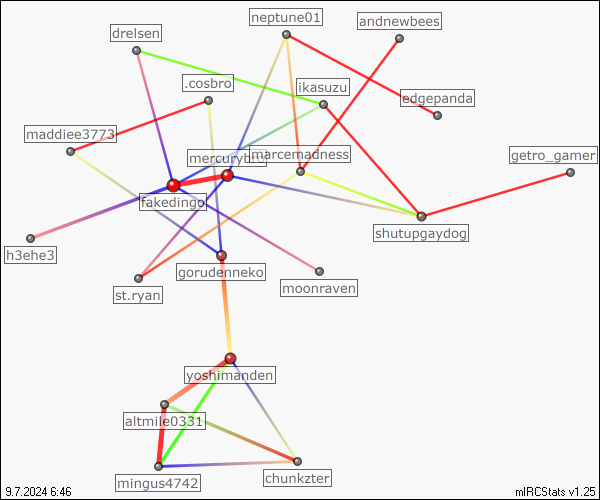 neptune01
andnewbees
drelsen
.cosbro
ikasuzu
edgepanda
maddiee3773
marcemadness
getro_gamer
fakedingo
shutupgaydog
h3ehe3
gorudenneko
moonraven
st.ryan
yoshimanden
altmile0331
chunkzter
mingus4742
9.7.2024 6:46
mIRCStats v1.25